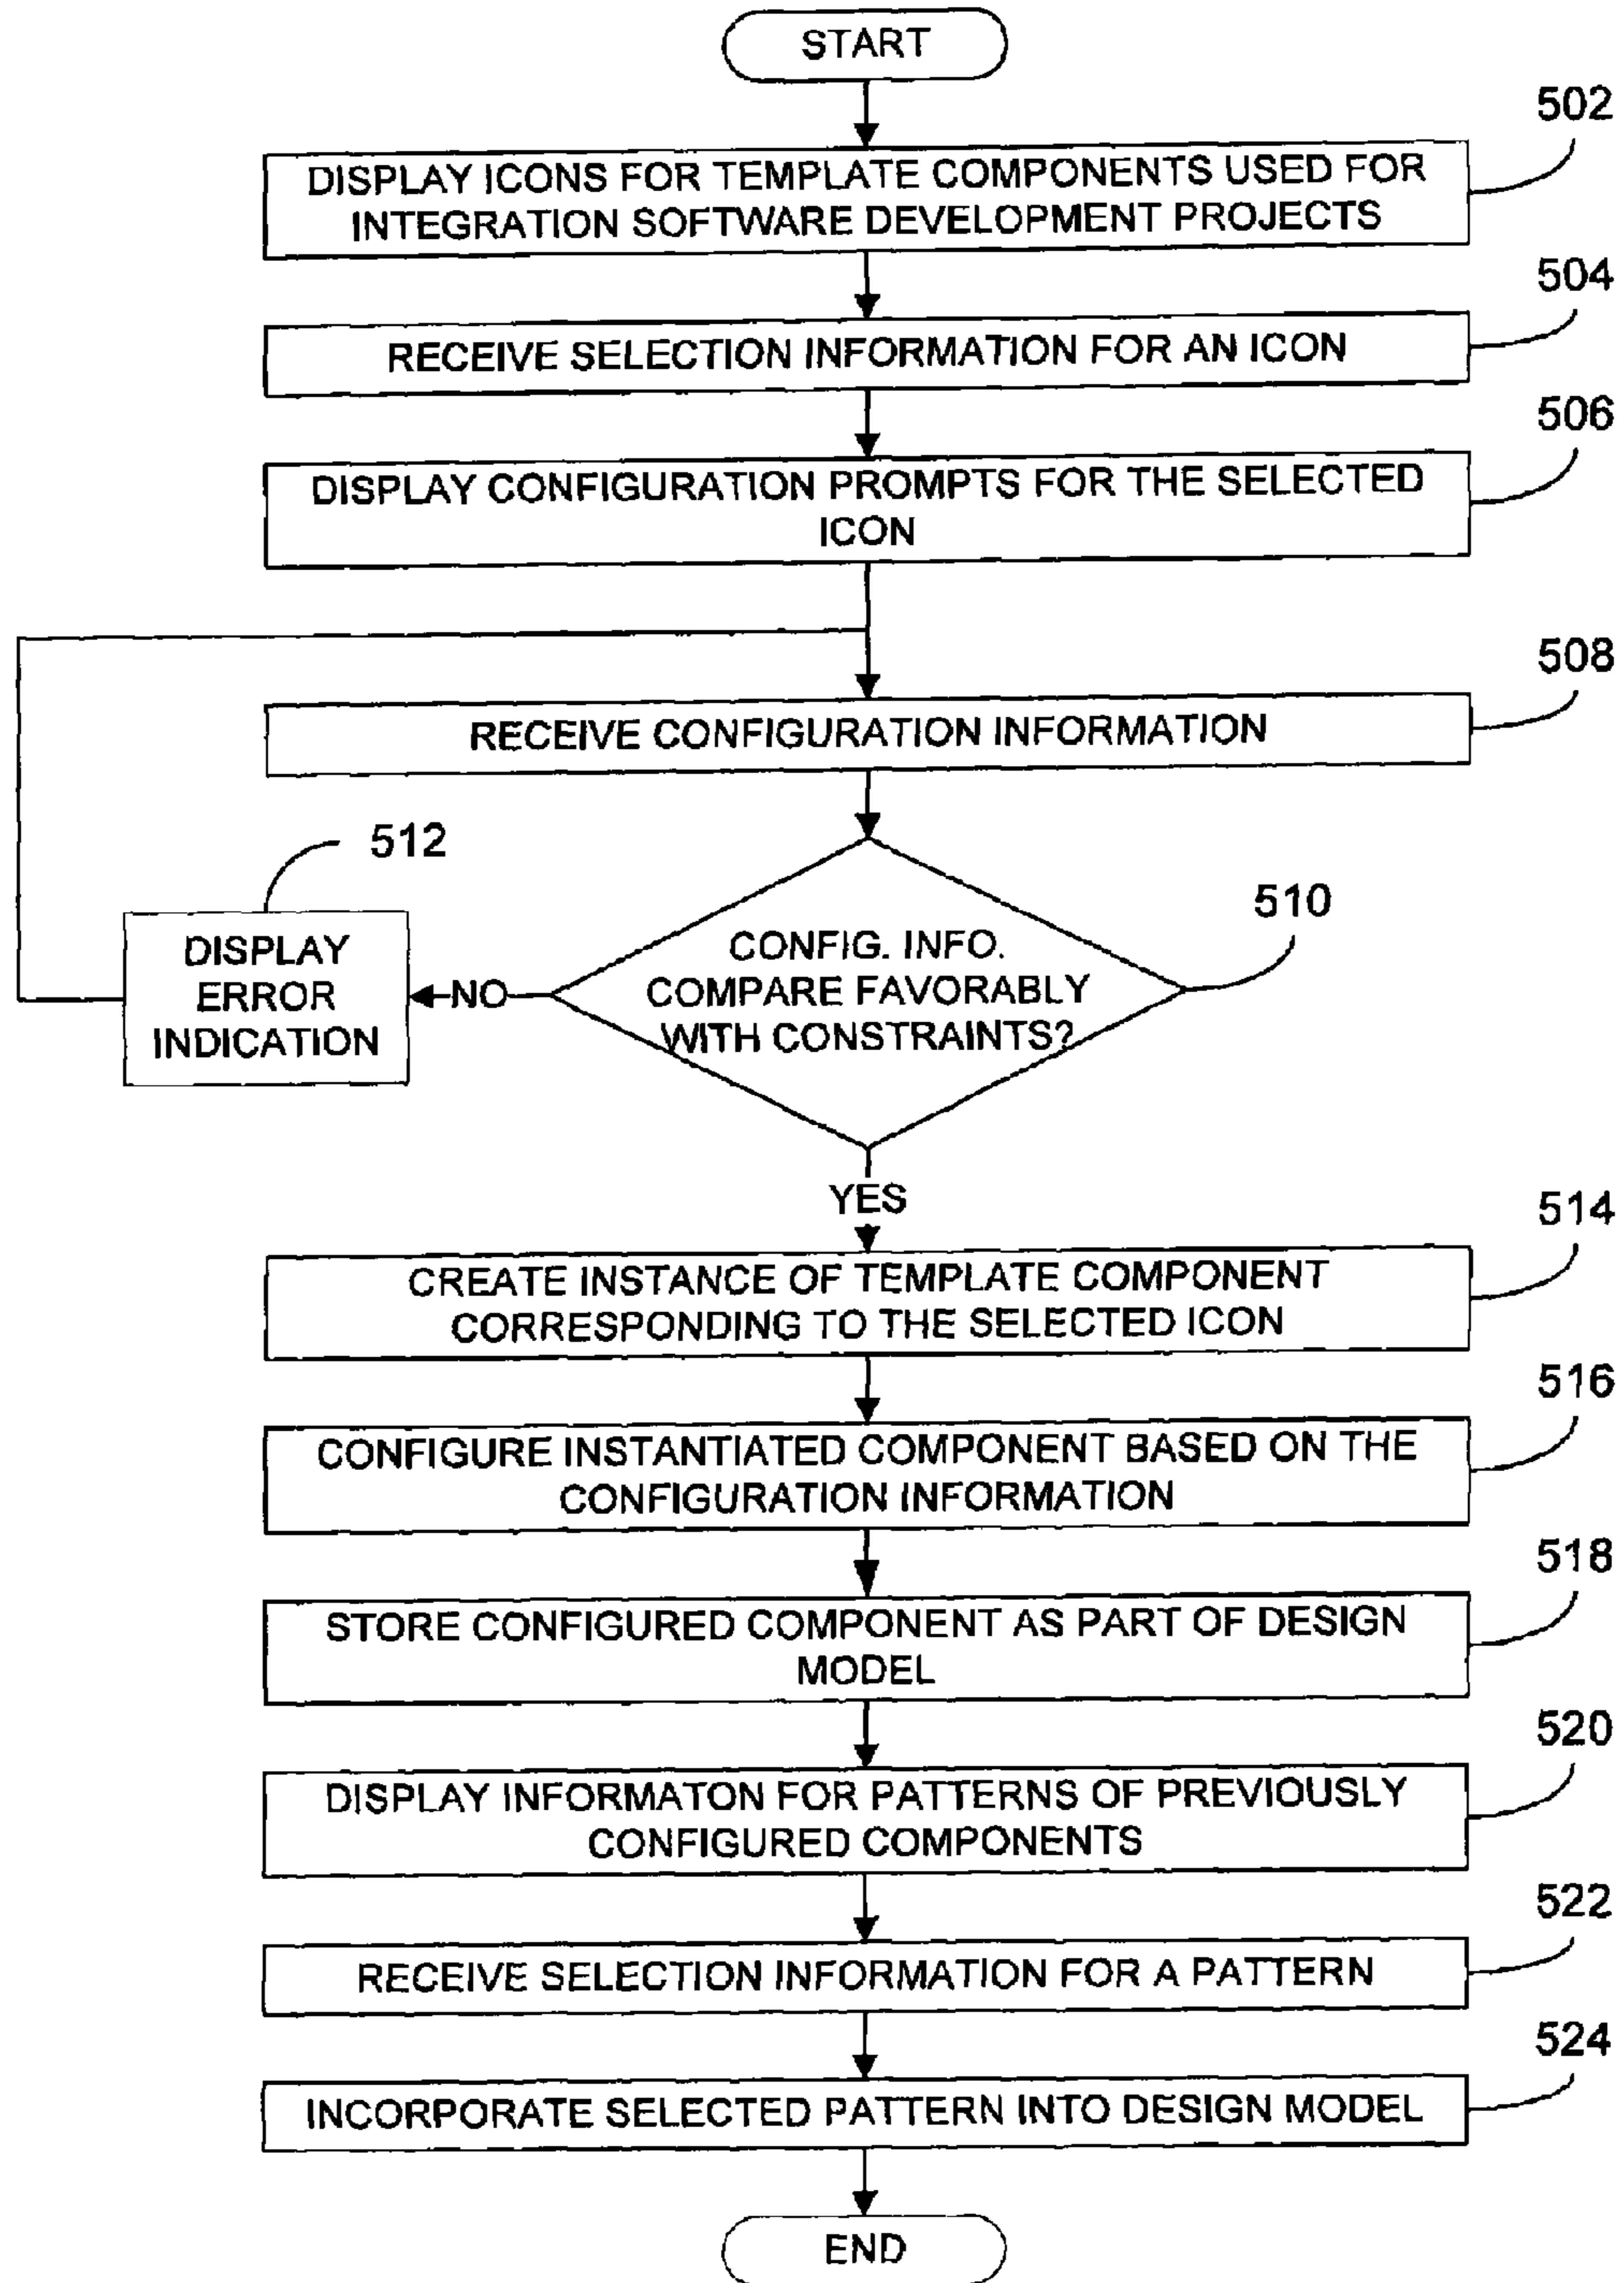 START
502
DISPLAY ICONS FOR TEMPLATE COMPONENTS USED FOR
INTEGRATION SOFTWARE DEVELOPMENT PROJECTS
504
RECEIVE SELECTION INFORMATION FOR AN ICON
506
DISPLAY CONFIGURATION PROMPTS FOR THE SELECTED
ICON
508
RECEIVE CONFIGURATION INFORMATION
512
DISPLAY
ERROR
INDICATION
NO
510
CONFIG. INFO.
COMPARE FAVORABLY
WITH CONSTRAINTS?
YES
514
CREATE INSTANCE OF TEMPLATE COMPONENT
CORRESPONDING TO THE SELECTED ICON
516
CONFIGURE INSTANTIATED COMPONENT BASED ON THE
CONFIGURATION INFORMATION
518
STORE CONFIGURED COMPONENT AS PART OF DESIGN
MODEL
520
DISPLAY INFORMATON FOR PATTERNS OF PREVIOUSLY
CONFIGURED COMPONENTS
522
RECEIVE SELECTION INFORMATION FOR A PATTERN
524
INCORPORATE SELECTED PATTERN INTO DESIGN MODEL
END